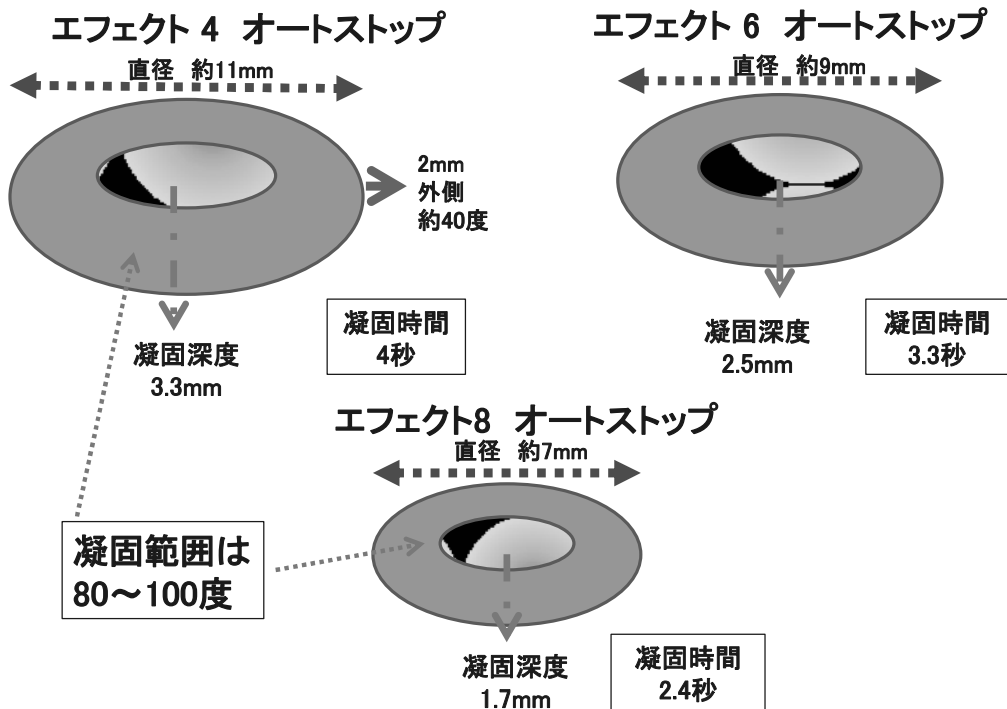 エフェクト 4 オートストップ
直径 約11mm
2mm
外側
約40度
凝固深度
3.3mm
凝固時間
4秒
エフェクト 6 オートストップ
直径 約9mm
凝固深度
2.5mm
凝固時間
3.3秒
エフェクト8 オートストップ
直径 約7mm
凝固範囲は
80～100度
凝固深度
1.7mm
凝固時間
2.4秒